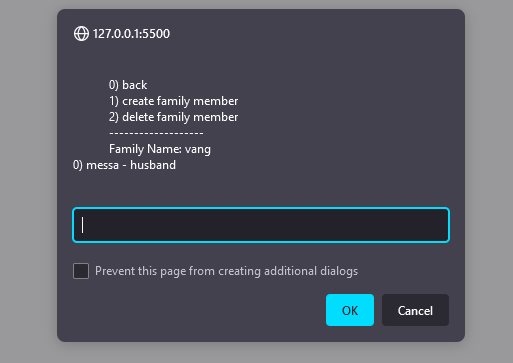 127.0.0.1:5500
0) back
1) create family member
2) delete family member
-------------------
Family Name: vang
0) messa - husband
Prevent this page from creating additional dialogs
OK Cancel